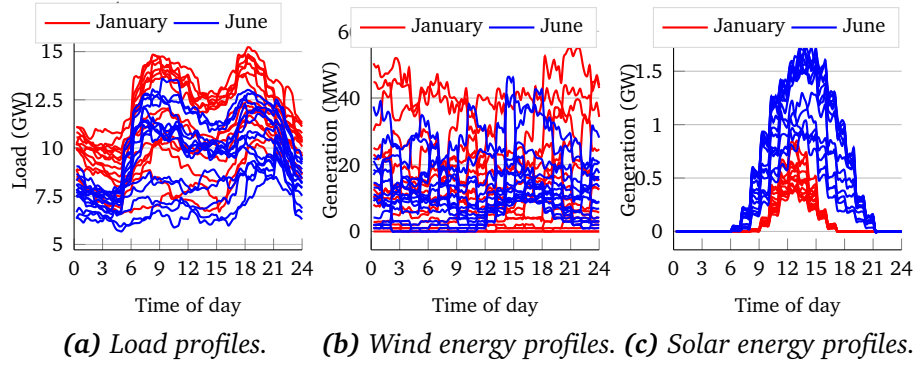 January June
Load (GW)
15
12.5
10
7.5
5
0 3 6 9 12 15 18 21 24
Time of day
(a) Load profiles.
January June
Generation (MW)
60
40
20
0
0 3 6 9 12 15 18 21 24
Time of day
(b) Wind energy profiles.
January June
Generation (GW)
1.5
1
0.5
0
0 3 6 9 12 15 18 21 24
Time of day
(c) Solar energy profiles.